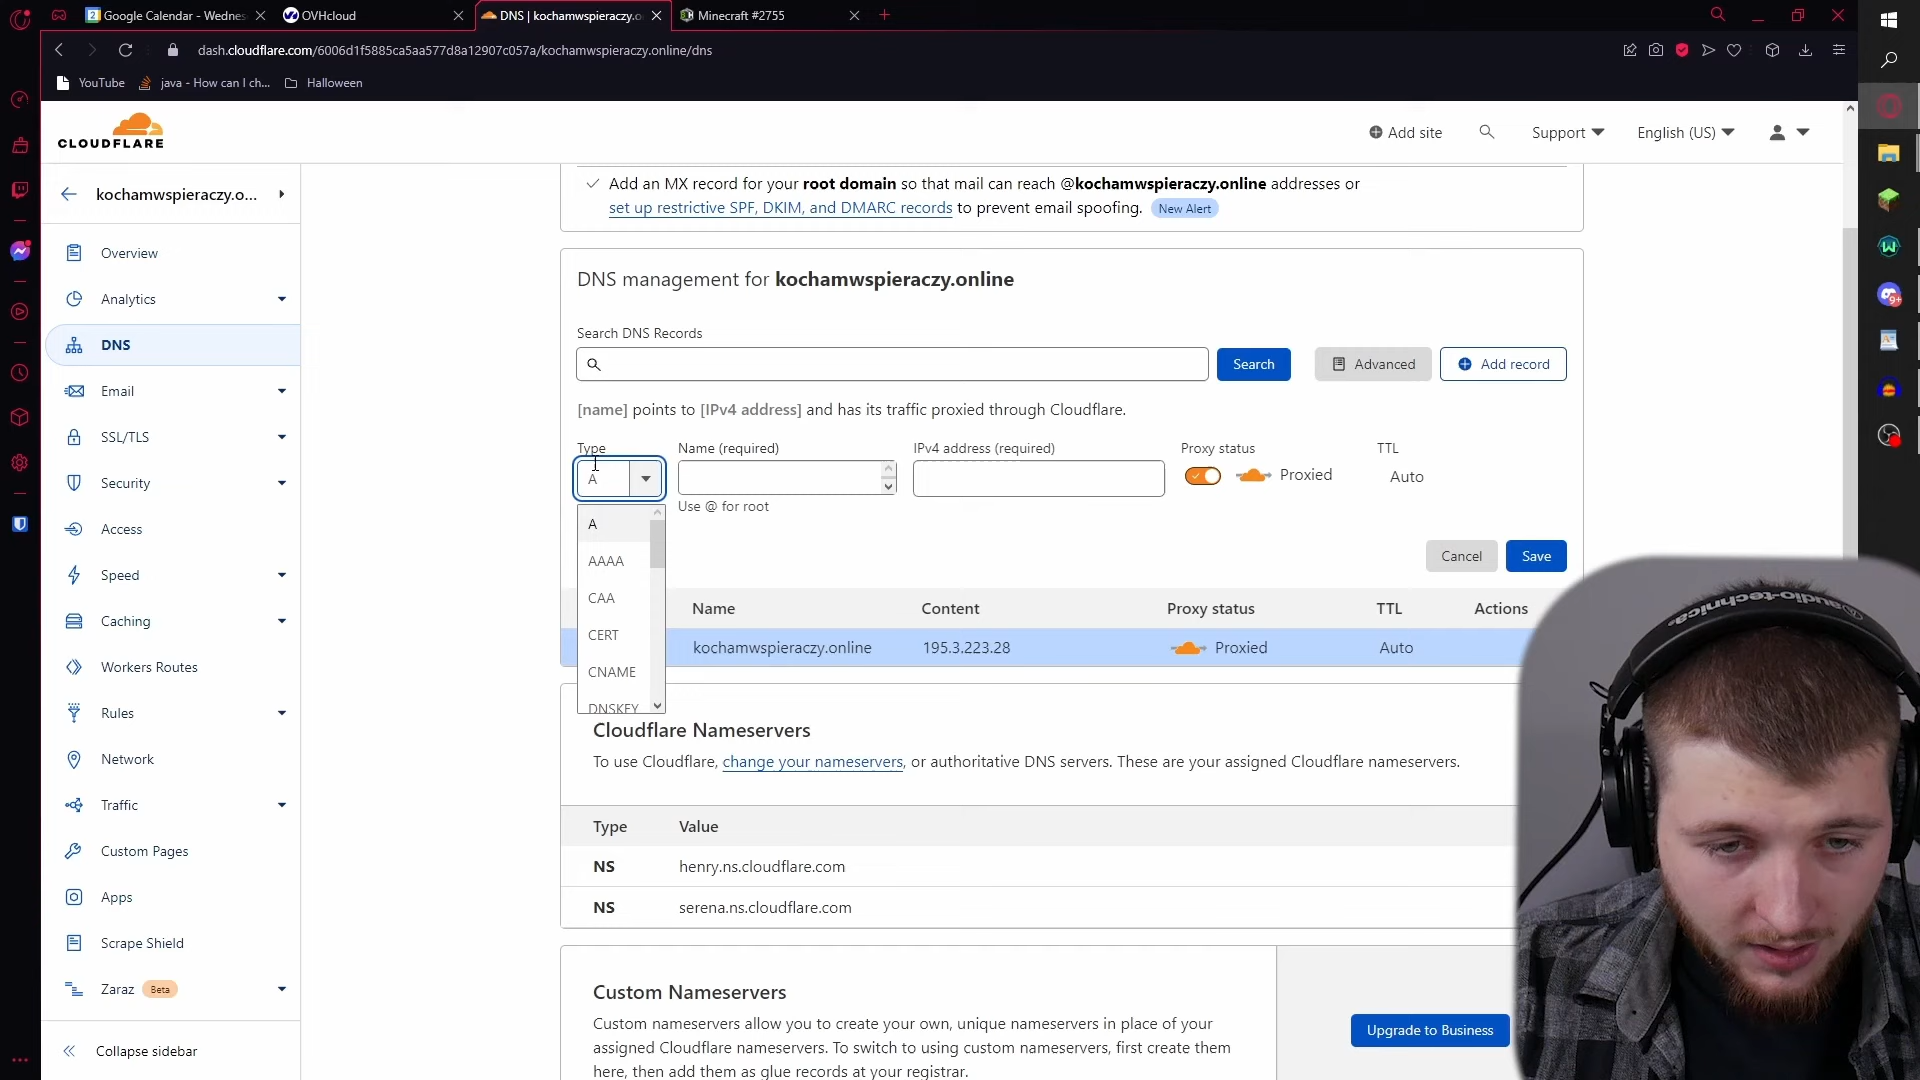 Google Calendar - Wednes
OVHcloud
DNS | kochamwspieraczy.o
Minecraft #2755
dash.cloudflare.com/6006d1f5885ca5aa577d8a12907c057a/kochamwspieraczy.online/dns
YouTube
java - How can I ch...
Halloween
CLOUDFLARE
Add site
Support
English (US)
kochamwspieraczy.o...
Overview
Analytics
DNS
Email
SSL/TLS
Security
Access
Speed
Caching
Workers Routes
Rules
Network
Traffic
Custom Pages
Apps
Scrape Shield
Zaraz Beta
Collapse sidebar
Add an MX record for your root domain so that mail can reach @kochamwspieraczy.online addresses or
set up restrictive SPF, DKIM, and DMARC records to prevent email spoofing. New Alert
DNS management for kochamwspieraczy.online
Search DNS Records
Search
Advanced
Add record
[name] points to [IPv4 address] and has its traffic proxied through Cloudflare.
Type
Name (required)
IPv4 address (required)
Proxy status
TTL
A
Proxied
Auto
Use @ for root
A
AAAA
CAA
CERT
CNAME
DNSKEY
Cancel
Save
Name
Content
Proxy status
TTL
Actions
kochamwspieraczy.online
195.3.223.28
Proxied
Auto
Cloudflare Nameservers
To use Cloudflare, change your nameservers, or authoritative DNS servers. These are your assigned Cloudflare nameservers.
Type
Value
NS
henry.ns.cloudflare.com
NS
serena.ns.cloudflare.com
Custom Nameservers
Custom nameservers allow you to create your own, unique nameservers in place of your
assigned Cloudflare nameservers. To switch to using custom nameservers, first create them
here, then add them as glue records at your registrar.
Upgrade to Business
audio-technica
9+